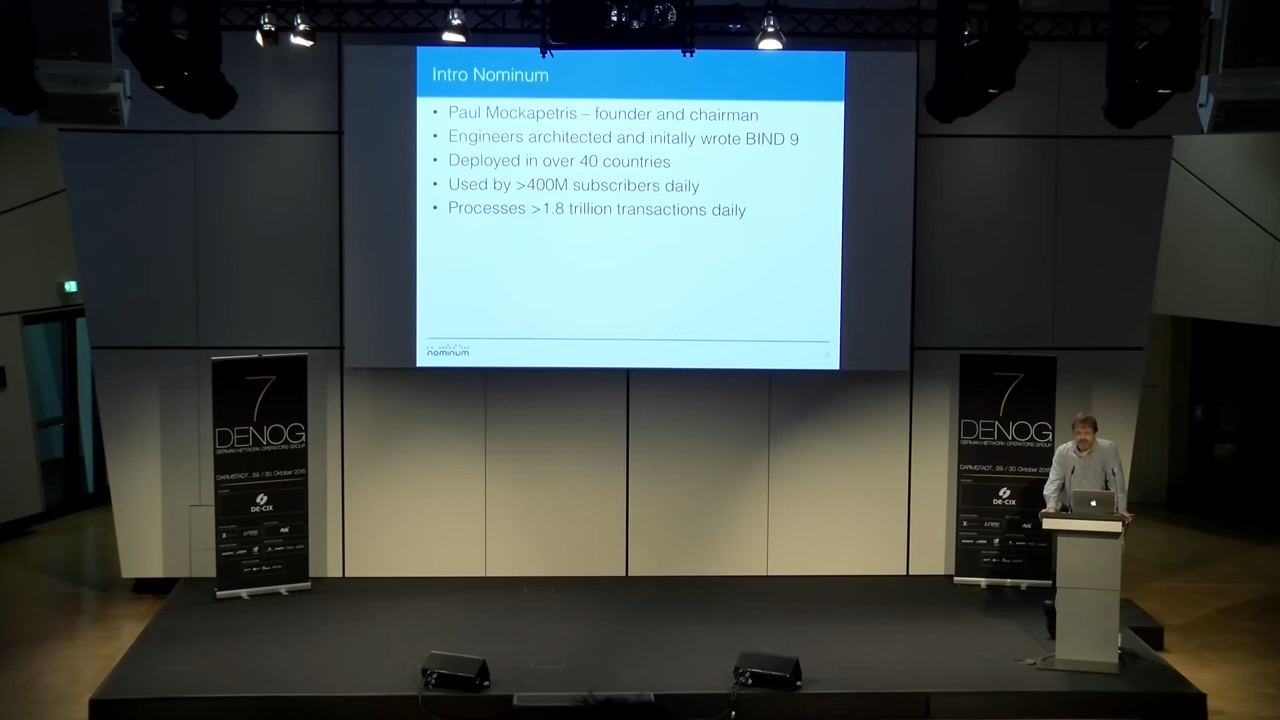 Intro Nominum
• Paul Mockapetris – founder and chairman
• Engineers architected and initally wrote BIND 9
• Deployed in over 40 countries
• Used by >400M subscribers daily
• Processes >1.8 trillion transactions daily
nominum
3
7
DENOG
GERMAN NETWORK OPERATORS GROUP
DARMSTADT, 29. / 30. Oktober 2015
DE-CIX
7
DENOG
GERMAN NETWORK OPERATORS GROUP
DARMSTADT, 29. / 30. Oktober
DE-CIX